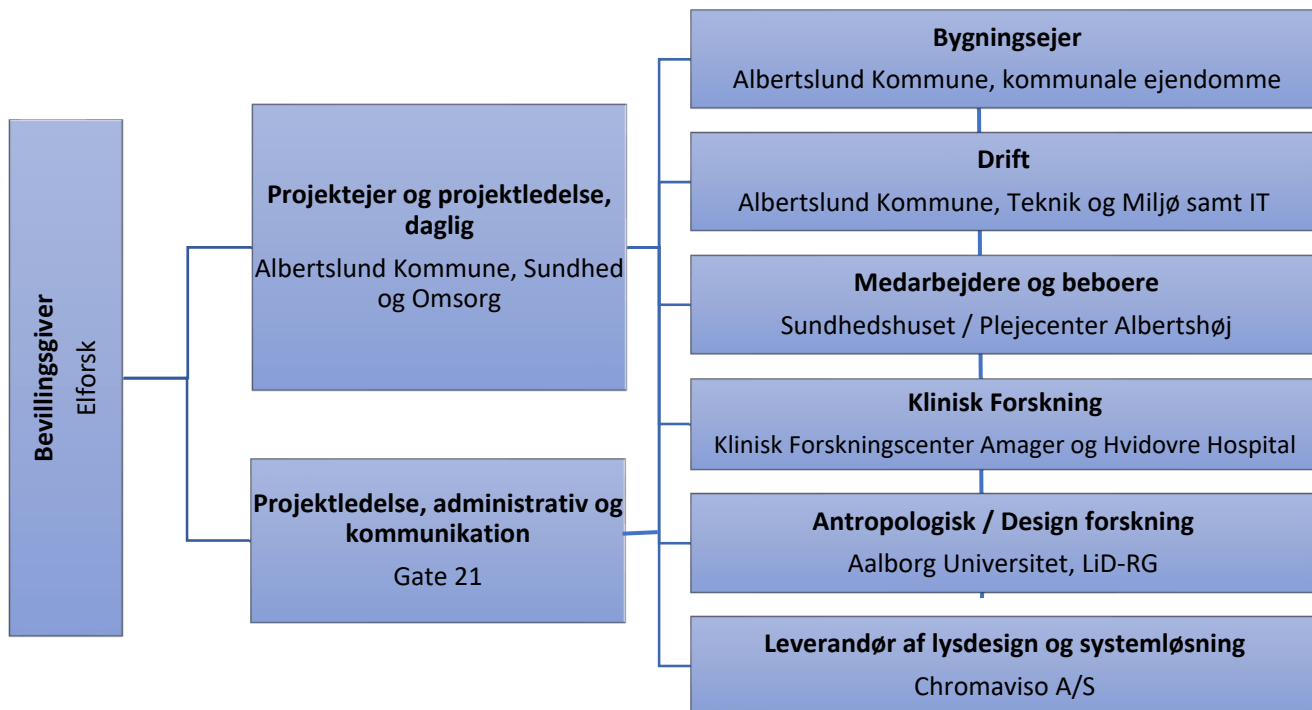 Bevillingsgiver
Elforsk
Projektejer og projektledelse,
daglig
Albertslund Kommune, Sundhed
og Omsorg
Projektledelse, administrativ og
kommunikation
Gate 21
Bygningsejer
Albertslund Kommune, kommunale ejendomme
Drift
Albertslund Kommune, Teknik og Miljø samt IT
Medarbejdere og beboere
Sundhedshuset / Plejecenter Albertshøj
Klinisk Forskning
Klinisk Forskningscenter Amager og Hvidovre Hospital
Antropologisk / Design forskning
Aalborg Universitet, LiD-RG
Leverandør af lysdesign og systemløsning
Chromaviso A/S